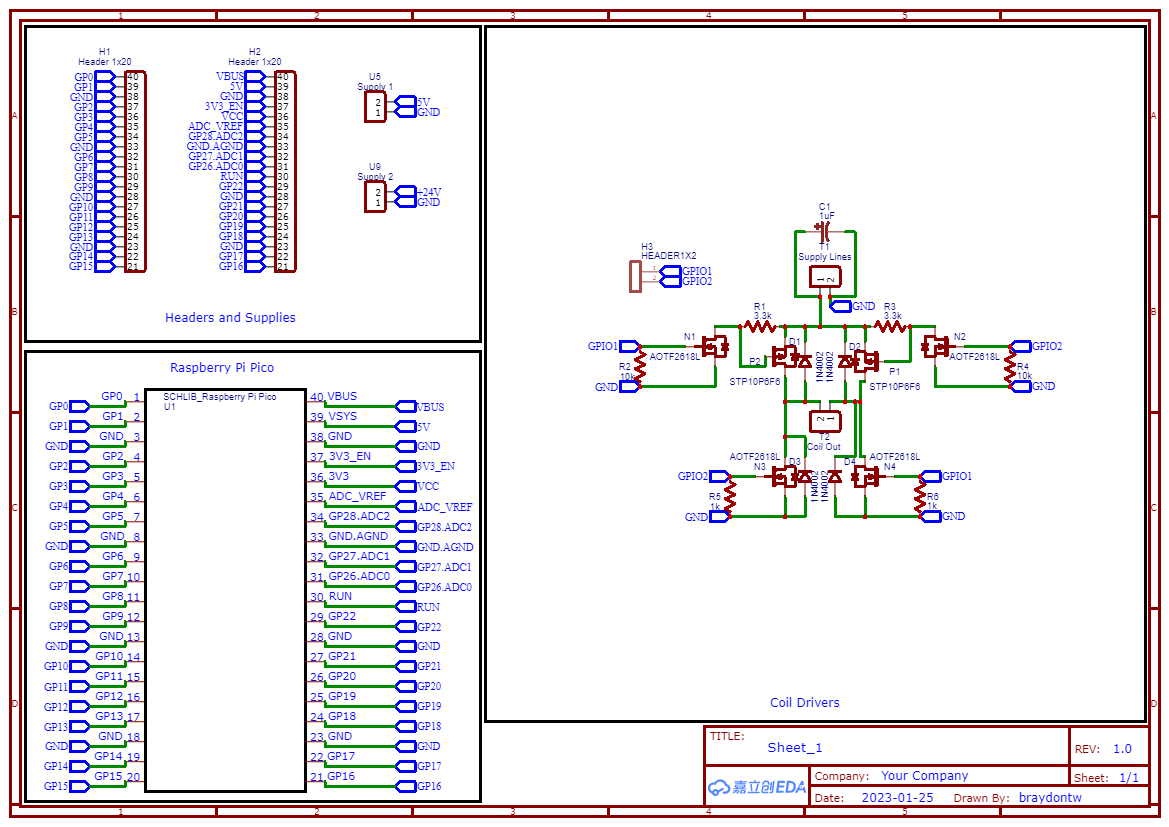 1 2 3 4 5
A
B
C
D
H1
Header 1x20
GP0 40
GP1 39
GND 38
GP2 37
GP3 36
GP4 35
GP5 34
GND 33
GP6 32
GP7 31
GP8 30
GP9 29
GND 28
GP10 27
GP11 26
GP12 25
GP13 24
GND 23
GP14 22
GP15 21
H2
Header 1x20
VBUS 40
5V 39
GND 38
3V3_EN 37
VCC 36
ADC_VREF 35
GP28.ADC2 34
GND.AGND 33
GP27.ADC1 32
GP26.ADC0 31
RUN 30
GP22 29
GND 28
GP21 27
GP20 26
GP19 25
GP18 24
GND 23
GP17 22
GP16 21
U5
Supply 1
2 5V
1 GND
U9
Supply 2
2 +24V
1 GND
Headers and Supplies
Raspberry Pi Pico
SCHLIB_Raspberry Pi Pico
U1
GP0 GP0 1 40 VBUS VBUS
GP1 GP1 2 39 VSYS 5V
GND GND 3 38 GND GND
GP2 GP2 4 37 3V3_EN 3V3_EN
GP3 GP3 5 36 3V3 VCC
GP4 GP4 6 35 ADC_VREF ADC_VREF
GP5 GP5 7 34 GP28.ADC2 GP28.ADC2
GND GND 8 33 GND.AGND GND.AGND
GP6 GP6 9 32 GP27.ADC1 GP27.ADC1
GP7 GP7 10 31 GP26.ADC0 GP26.ADC0
GP8 GP8 11 30 RUN RUN
GP9 GP9 12 29 GP22 GP22
GND GND 13 28 GND GND
GP10 GP10 14 27 GP21 GP21
GP11 GP11 15 26 GP20 GP20
GP12 GP12 16 25 GP19 GP19
GP13 GP13 17 24 GP18 GP18
GND GND 18 23 GND GND
GP14 GP14 19 22 GP17 GP17
GP15 GP15 20 21 GP16 GP16
C1
1uF
T1
Supply Lines
1 2
GND
H3
HEADER1X2
1 GPIO1
2 GPIO2
R1
3.3k
R3
3.3k
GPIO1
N1
AOTF2618L
R2
10k
GND
P2
STP10P6F6
D1
1N4002
D2
1N4002
P1
STP10P6F6
N2
AOTF2618L
GPIO2
R4
10k
GND
2 1
T2
Coil Out
AOTF2618L
N3
GPIO2
R5
1k
GND
D3
1N4002
D4
1N4002
AOTF2618L
N4
GPIO1
R6
1k
GND
Coil Drivers
A
B
C
D
TITLE:
Sheet_1
REV: 1.0
嘉立创EDA
Company: Your Company
Sheet: 1/1
Date: 2023-01-25 Drawn By: braydontw
1 2 3 4 5